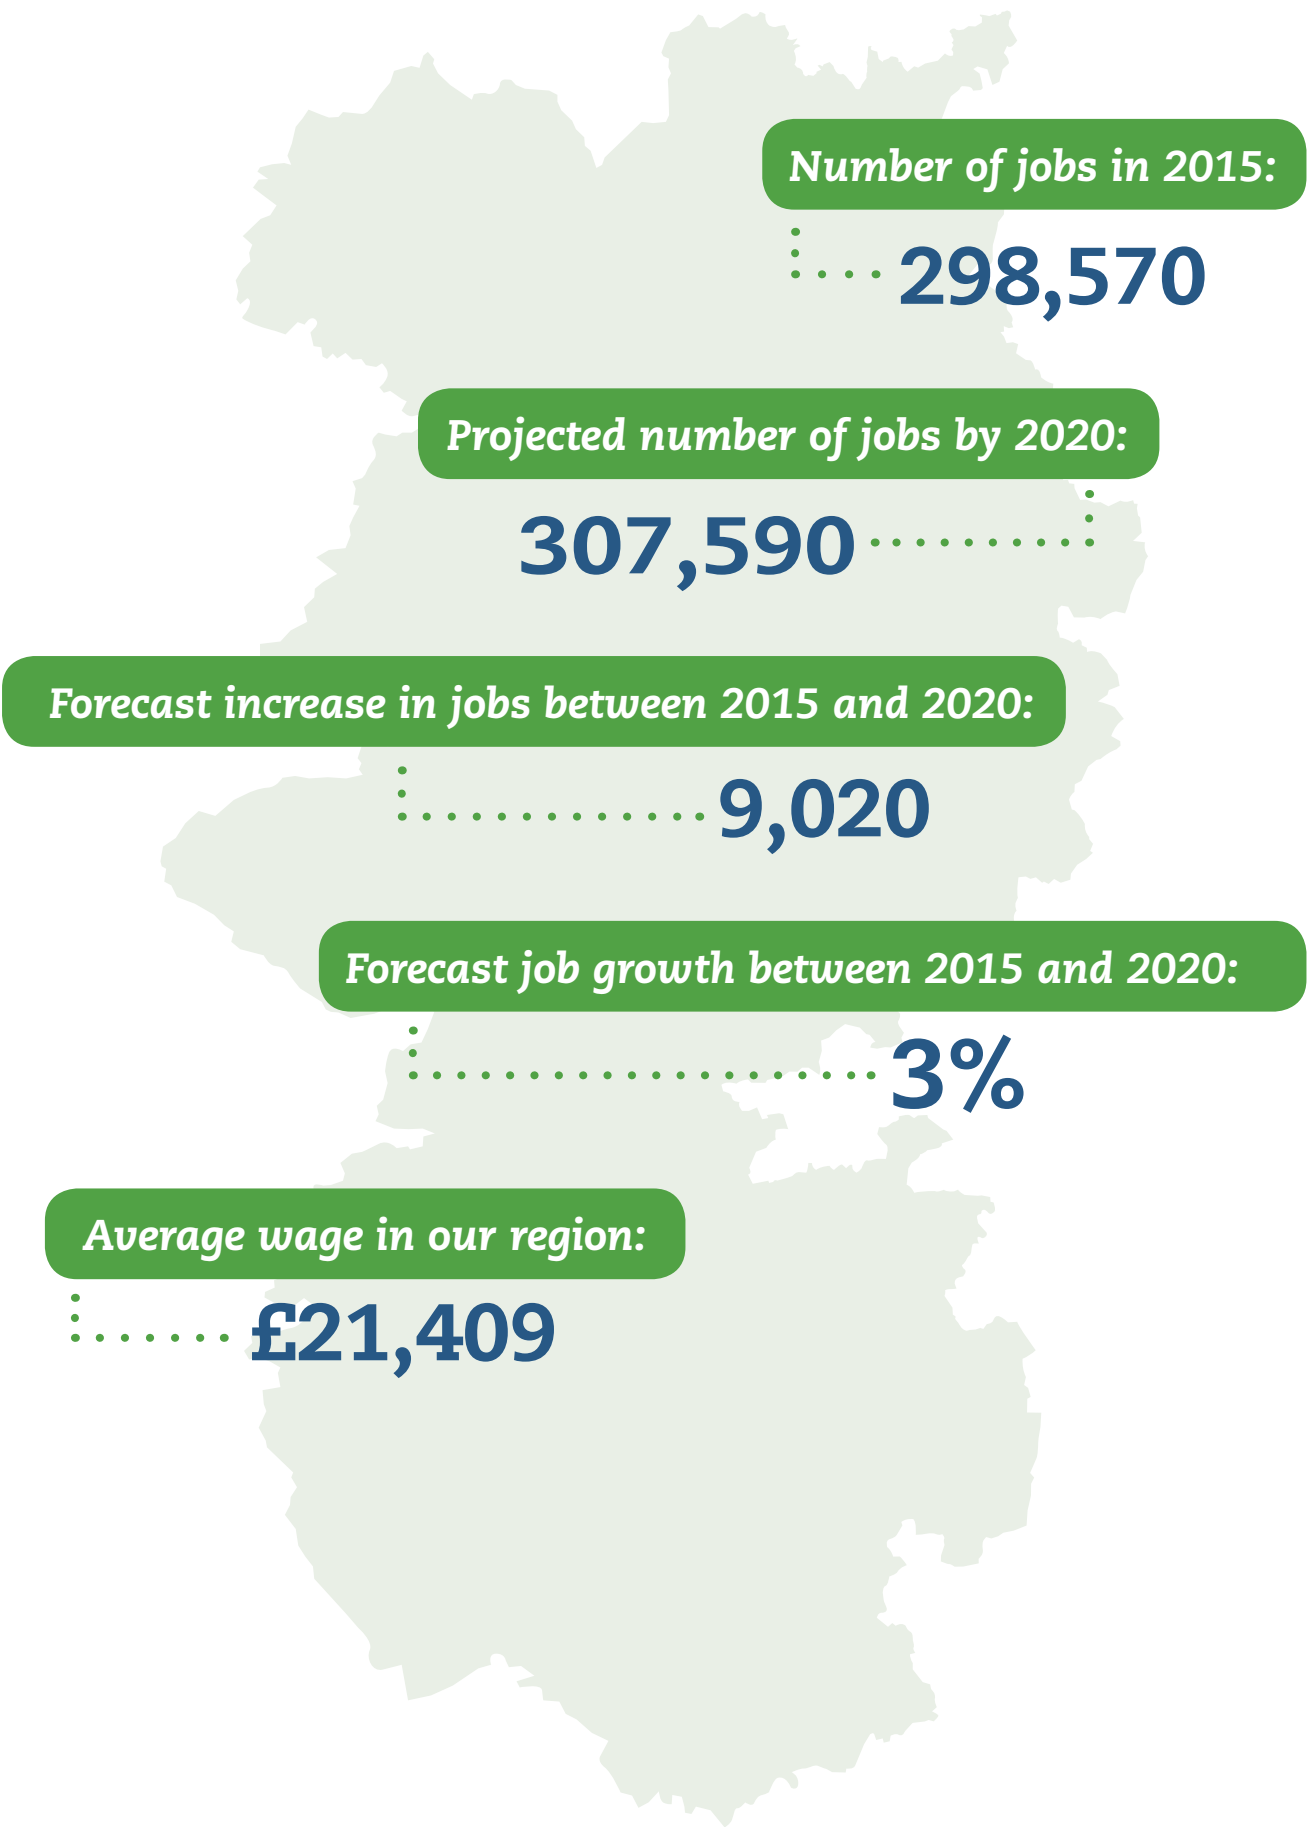 Number of jobs in 2015:
298,570
Projected number of jobs by 2020:
307,590
Forecast increase in jobs between 2015 and 2020:
9,020
Forecast job growth between 2015 and 2020:
3%
Average wage in our region:
£21,409